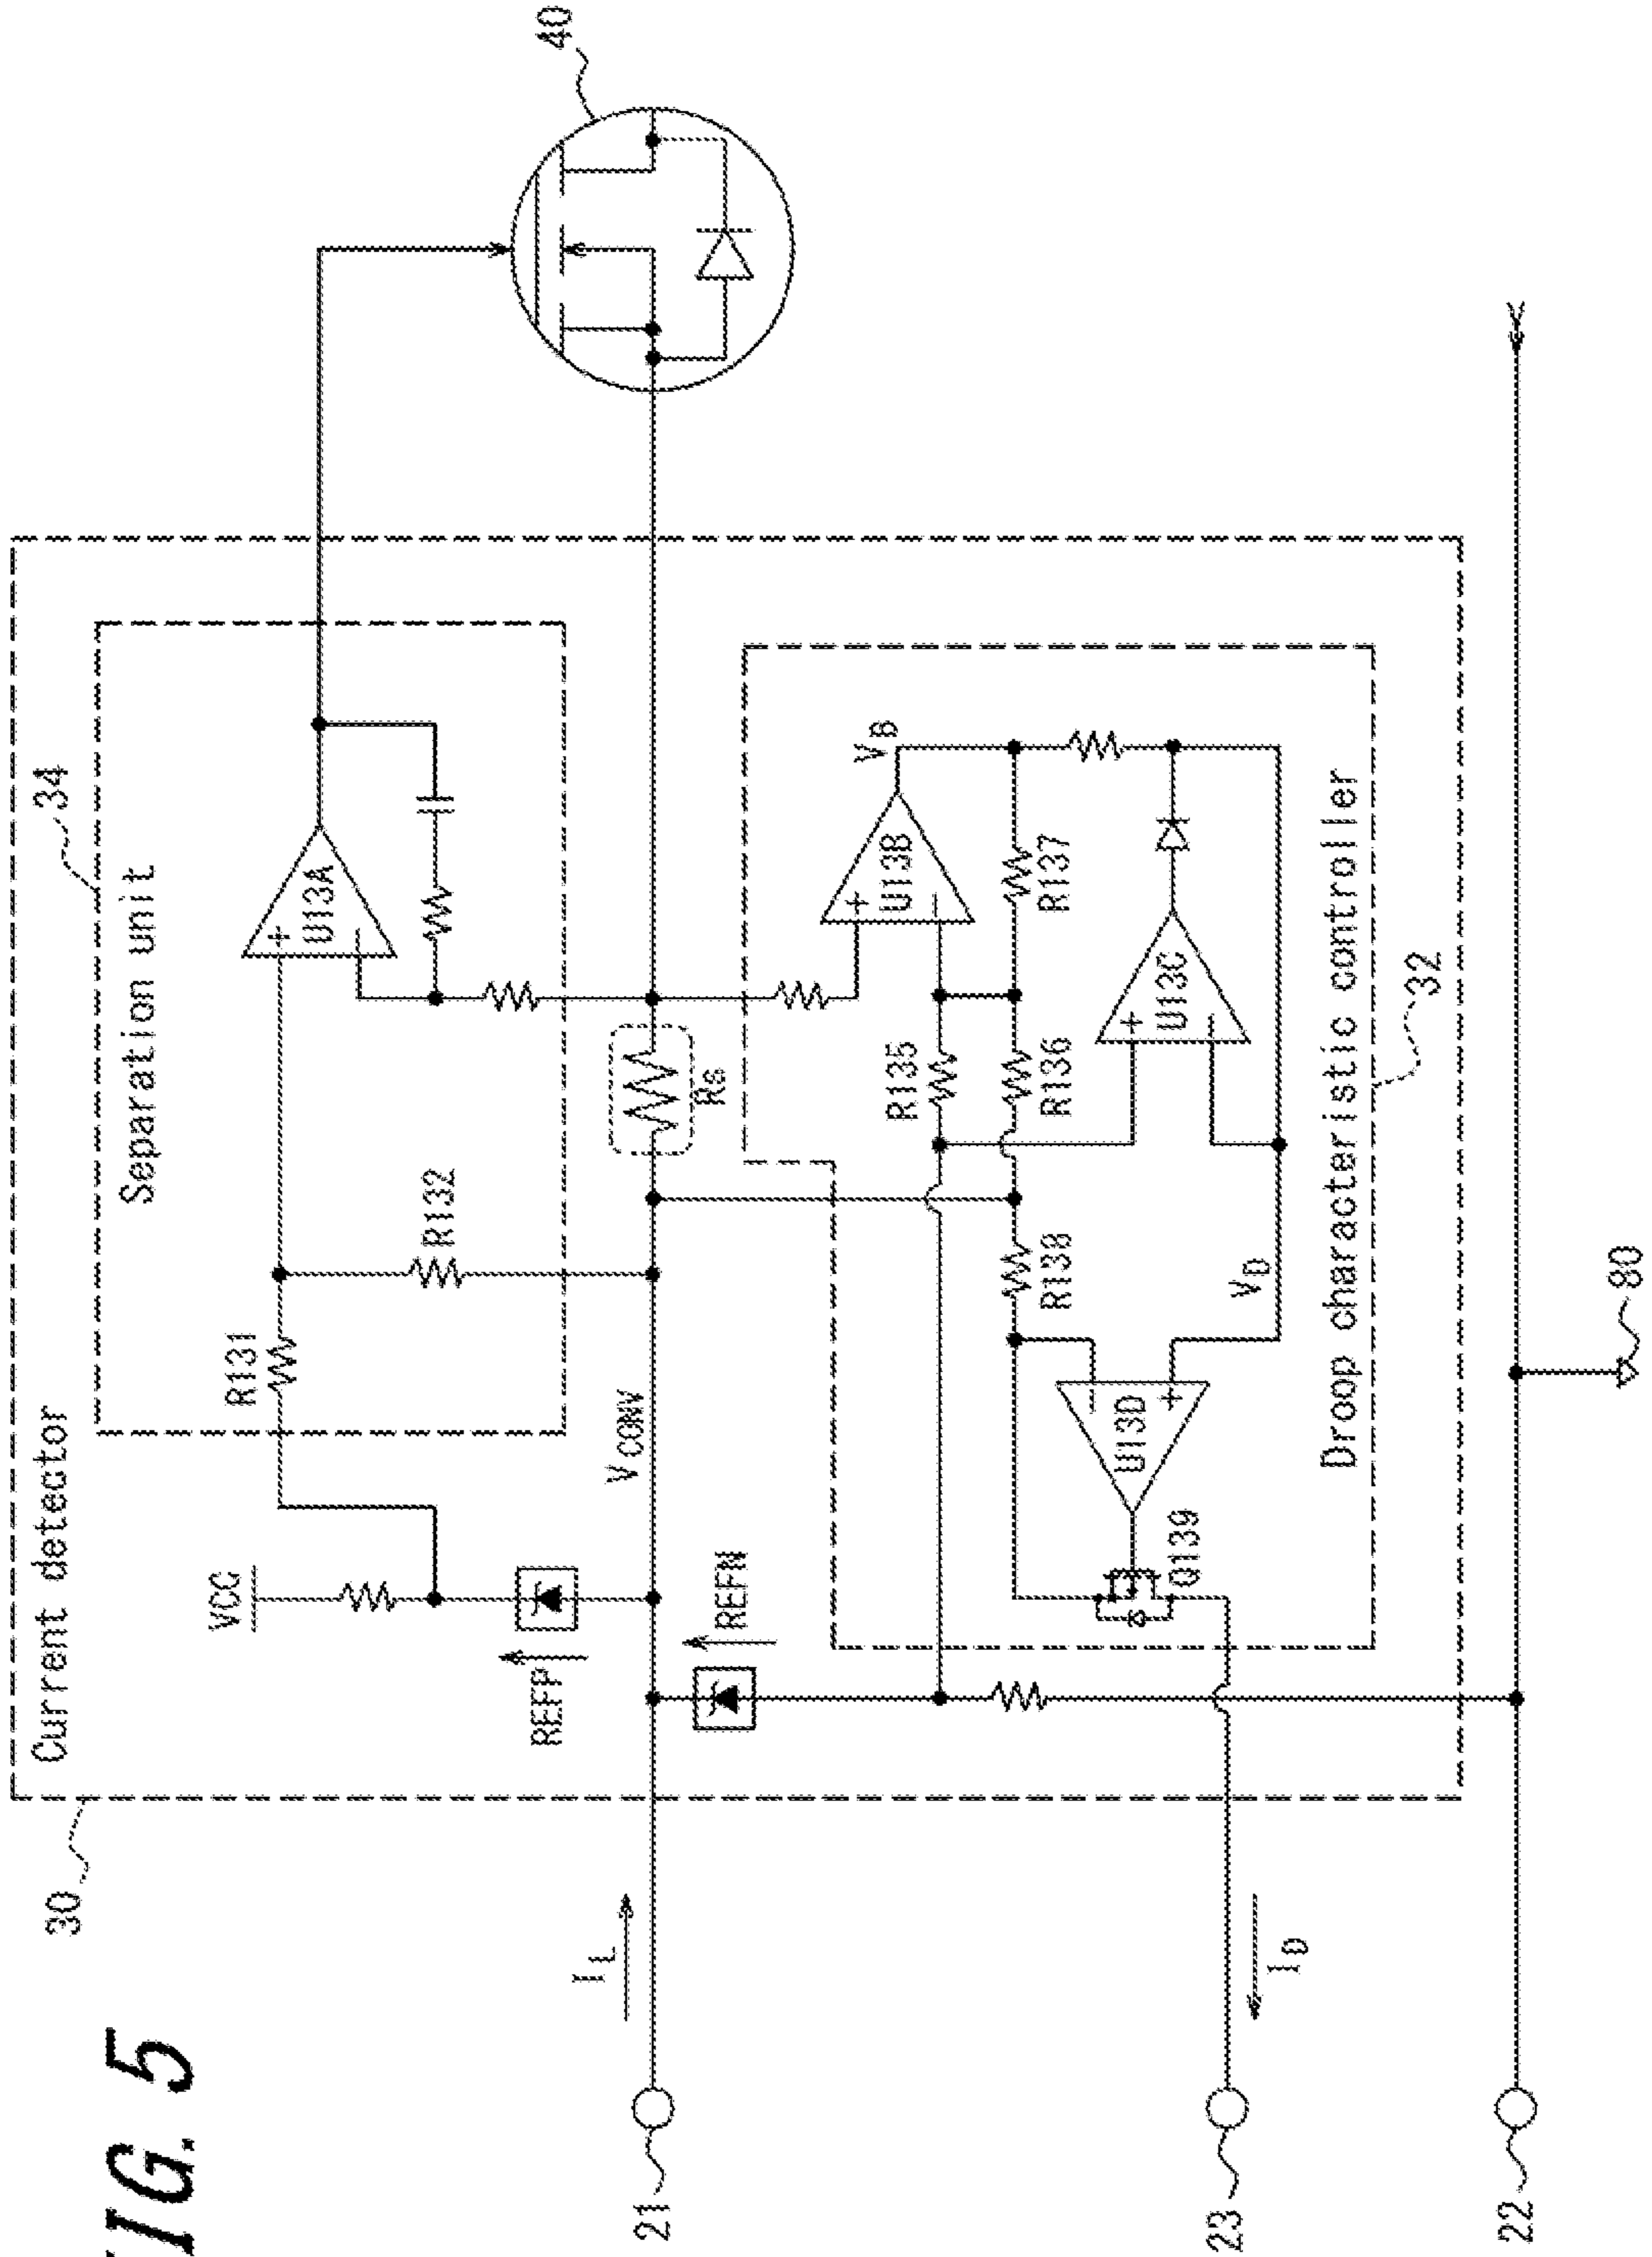 FIG. 5
30
Current detector
34
Separation unit
40
VCC
REFP
R131
R132
U13A
+
−
21
I_L
V_CONV
Rs
REFN
R135
U13B
+
−
V_B
R138
R136
R137
U13D
−
+
U13C
+
−
Q139
V_D
23
I_D
Droop characteristic controller
32
22
80